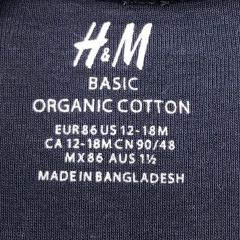 H&M
BASIC
ORGANIC COTTON
EUR 86 US 12-18M
CA 12-18M CN 90/48
MX 86 AUS 1½
MADE IN BANGLADESH